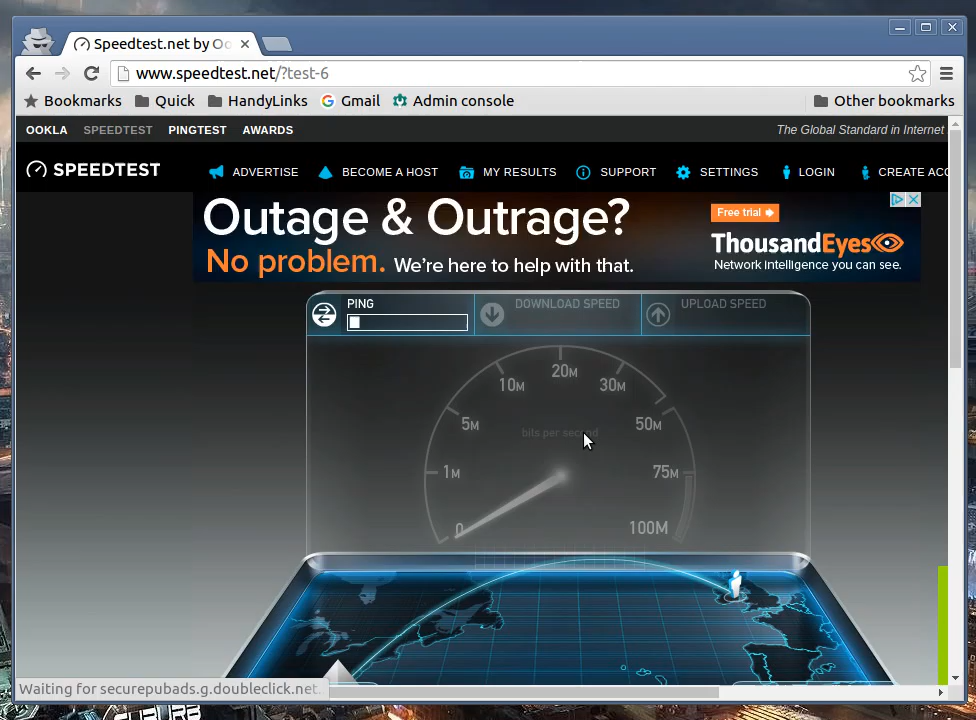 Speedtest.net by Oo
www.speedtest.net/?test-6
Bookmarks Quick HandyLinks Gmail Admin console Other bookmarks
OOKLA SPEEDTEST PINGTEST AWARDS The Global Standard in Internet
SPEEDTEST ADVERTISE BECOME A HOST MY RESULTS SUPPORT SETTINGS LOGIN CREATE ACC
Outage & Outrage?
No problem. We're here to help with that.
Free trial
ThousandEyes
Network intelligence you can see.
PING DOWNLOAD SPEED UPLOAD SPEED
20M
10M 30M
5M 50M
bits per second
1M 75M
0 100M
Waiting for securepubads.g.doubleclick.net...